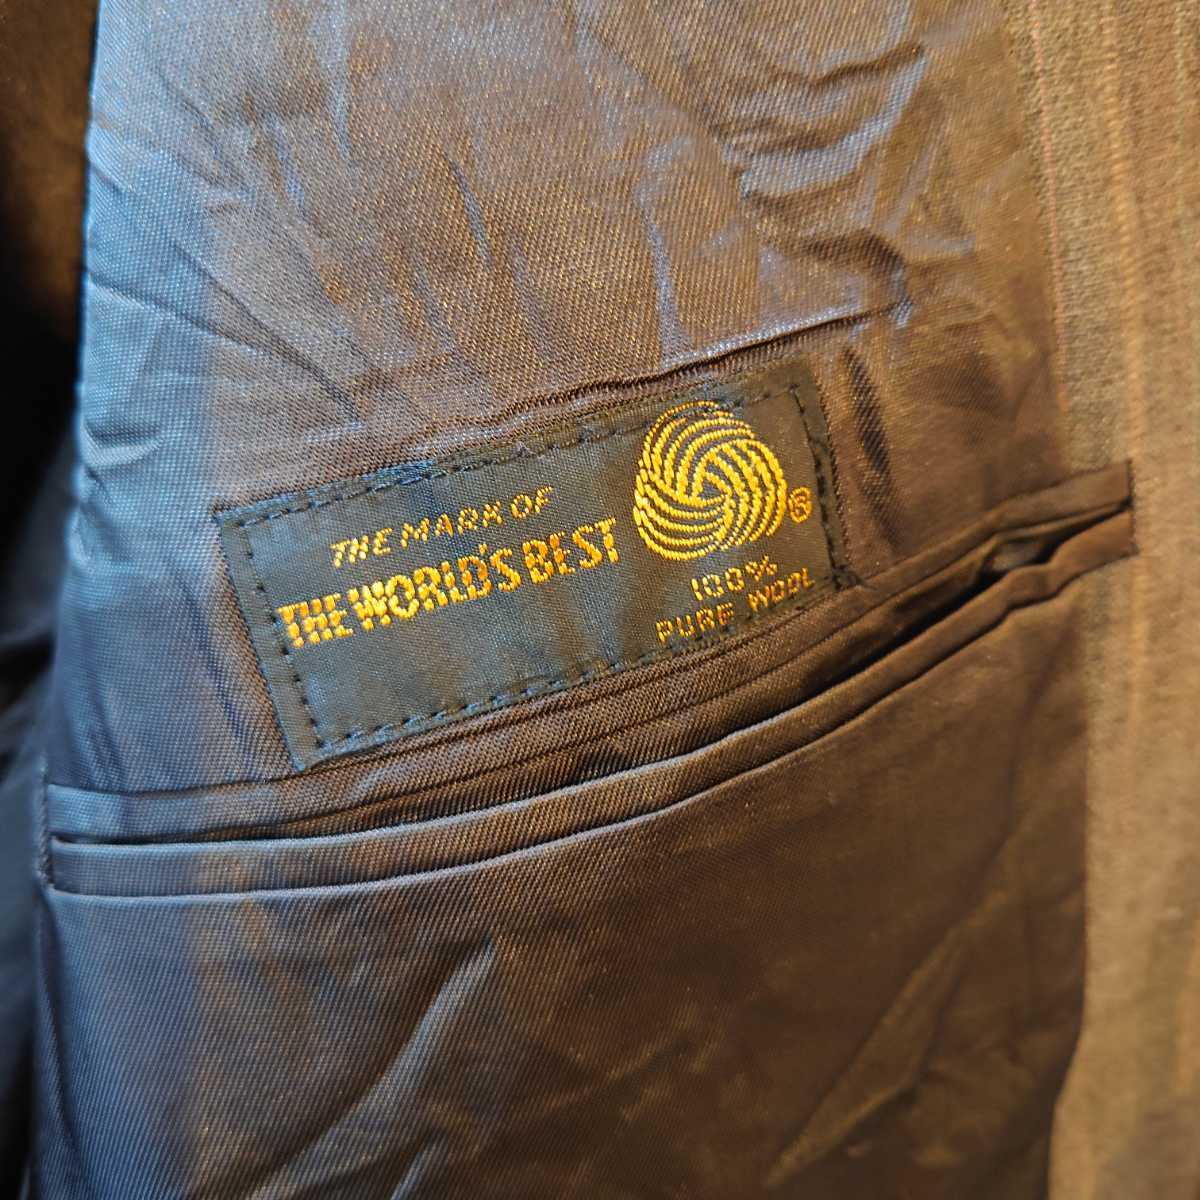 THE MARK OF
THE WORLD'S BEST
®
100%
PURE WOOL